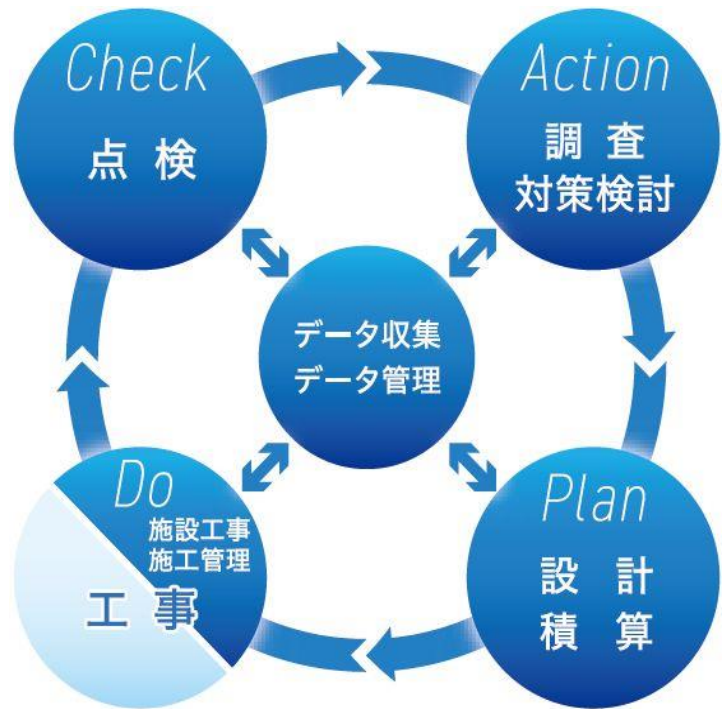 Check
点検
Action
調査
対策検討
データ収集
データ管理
Do
施設工事
施工管理
工事
Plan
設計
積算